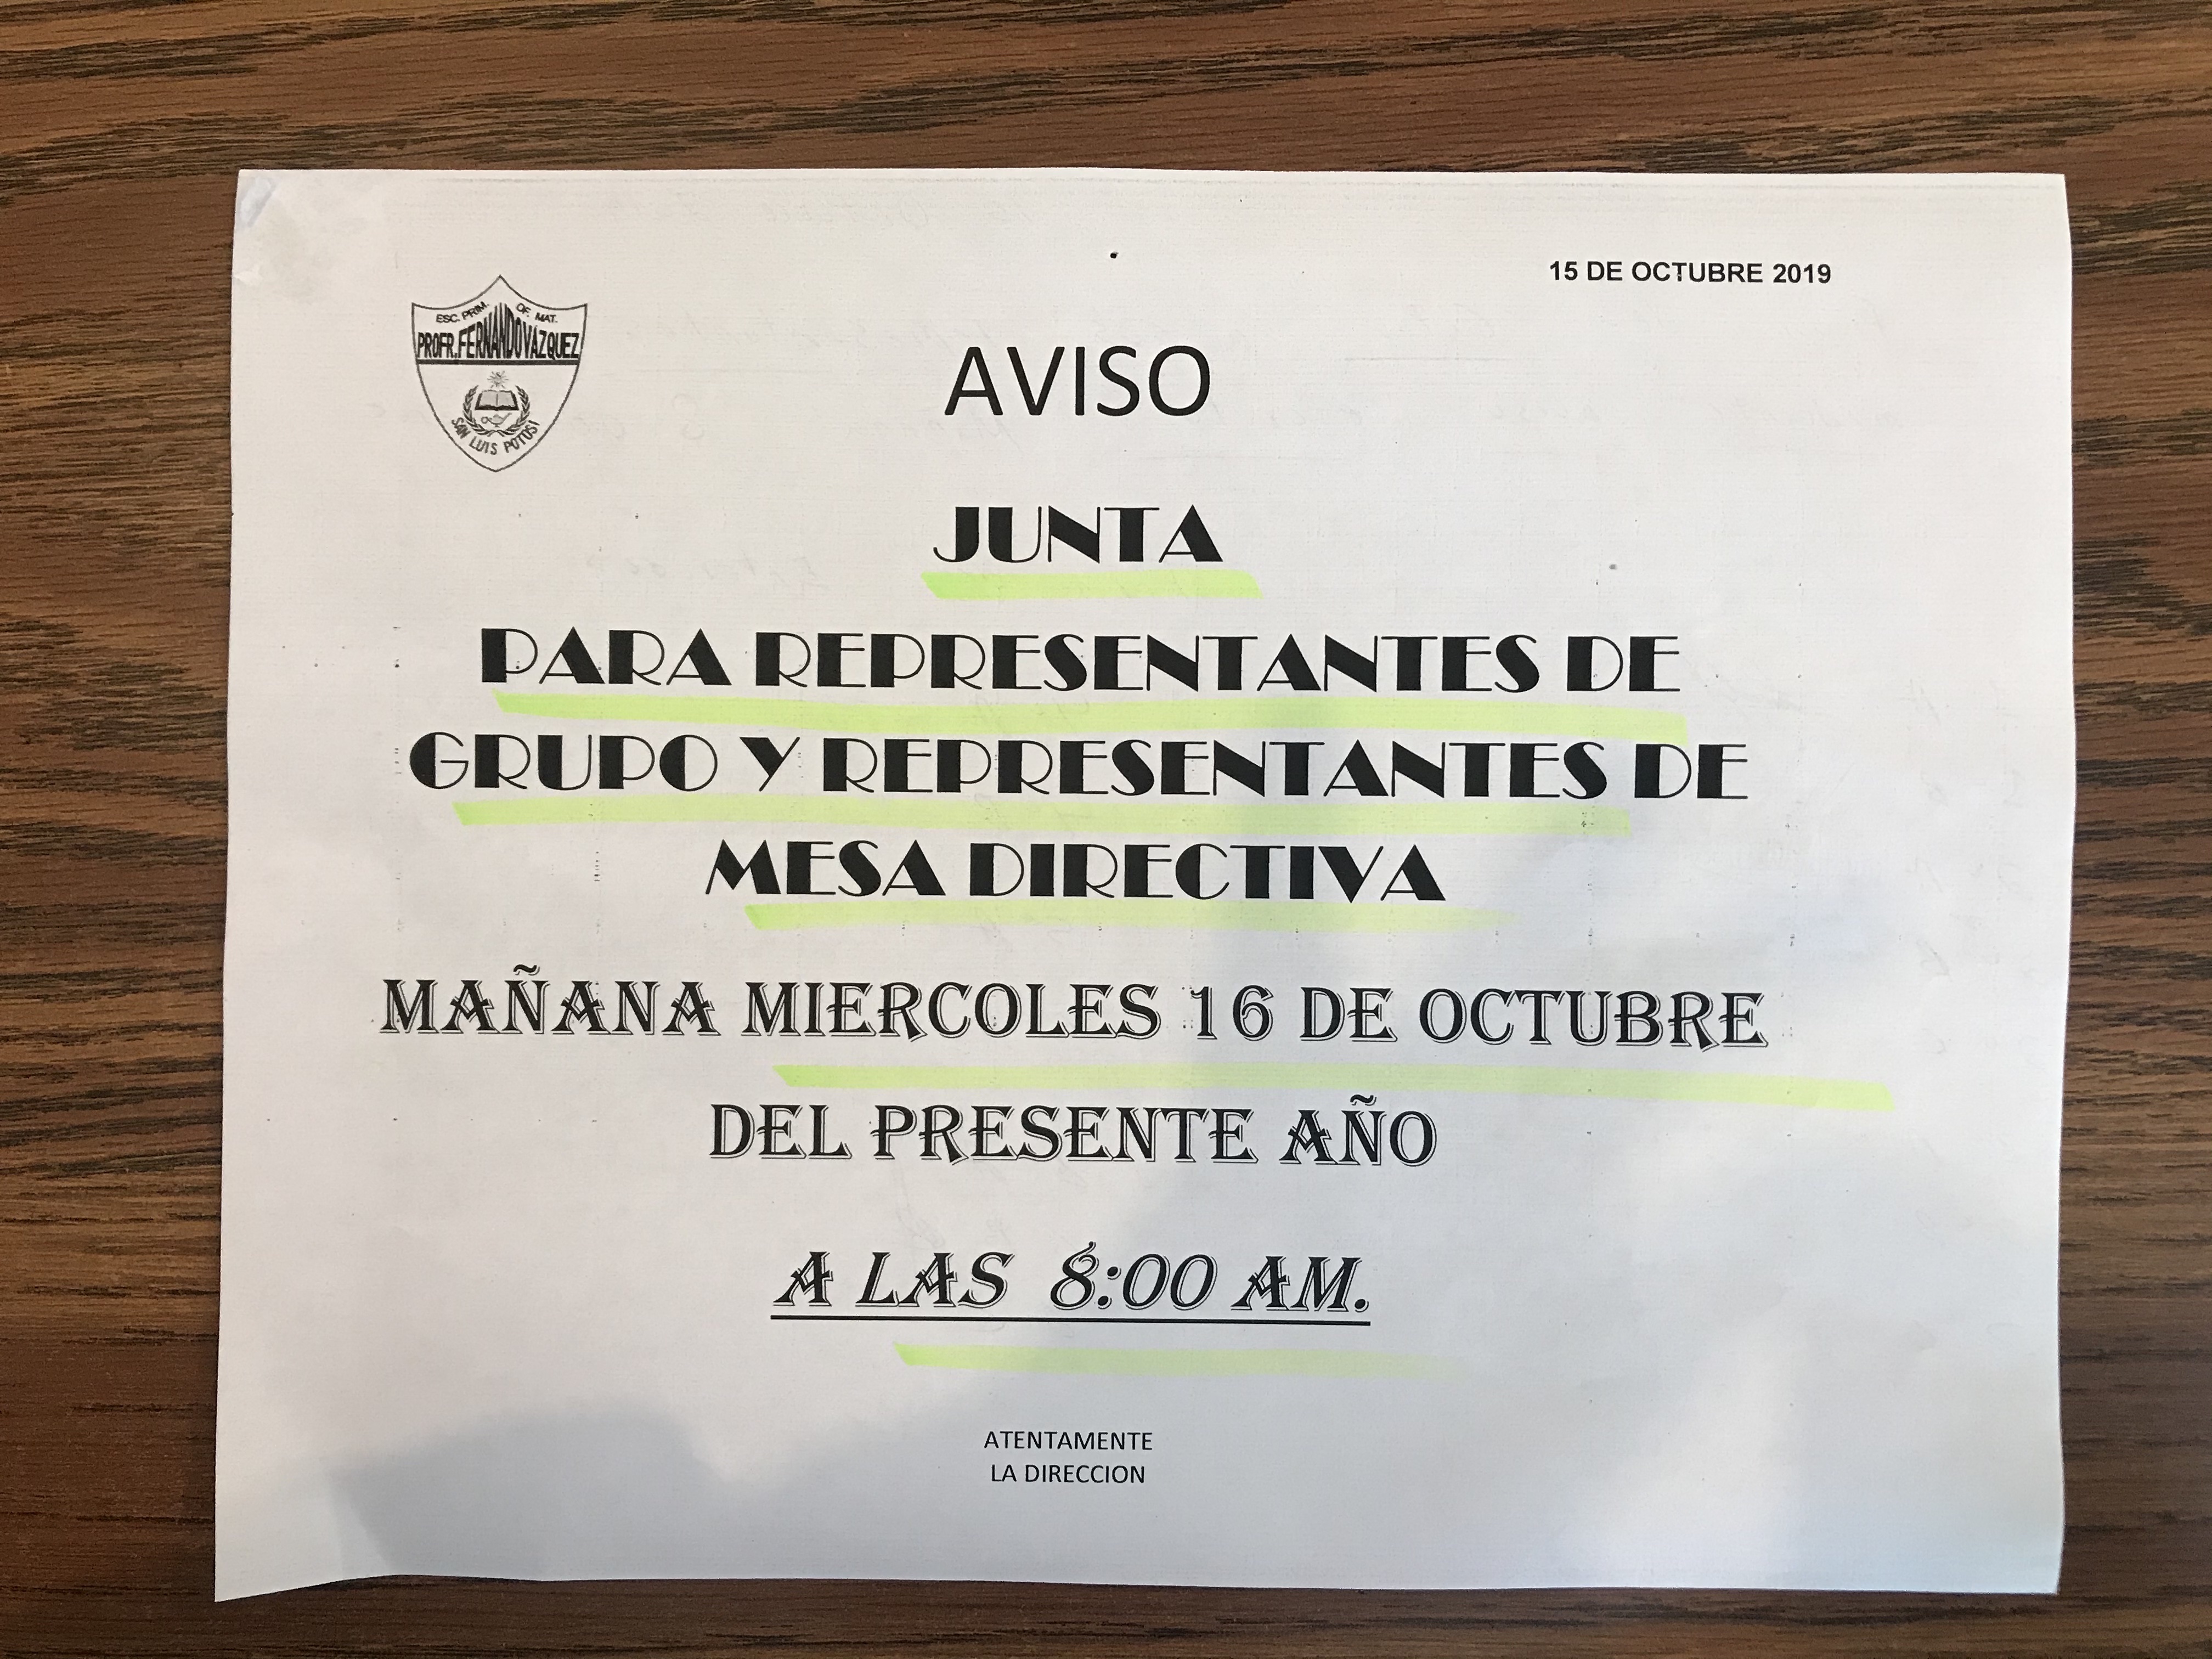 15 DE OCTUBRE 2019
ESC. PRIM. OF. MAT.
PROFR. FERNANDO VÁZQUEZ
SAN LUIS POTOSI
AVISO
JUNTA
PARA REPRESENTANTES DE
GRUPO Y REPRESENTANTES DE
MESA DIRECTIVA
MAÑANA MIERCOLES 16 DE OCTUBRE
DEL PRESENTE AÑO
A LAS 8:00 AM.
ATENTAMENTE
LA DIRECCION